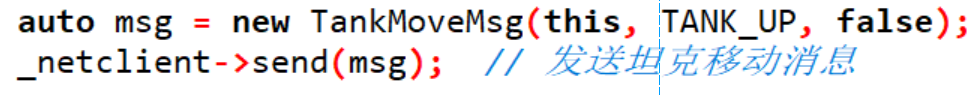 auto msg = new TankMoveMsg(this, TANK_UP, false);
_netclient->send(msg);  // 发送坦克移动消息